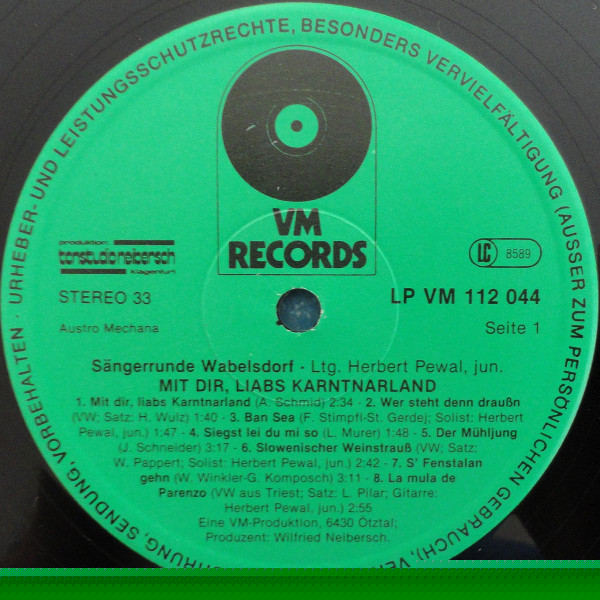 URHEBER- UND LEISTUNGSSCHUTZRECHTE, BESONDERS VERVIELFÄLTIGUNG (AUSSER ZUM PERSÖNLICHEN GEBRAUCH), SENDUNG, VORBEHALTEN ·
VM
RECORDS
LC 8589
produktion:
tonstudio neibersch
klagenfurt
STEREO 33
LP VM 112 044
Austro Mechana
Seite 1
Sängerrunde Wabelsdorf · Ltg. Herbert Pewal, jun.
MIT DIR, LIABS KARNTNARLAND
1. Mit dir, liabs Karntnarland (A. Schmid) 2:34 - 2. Wer steht denn draußn
(VW; Satz: H. Wulz) 1:40 - 3. Ban Sea (F. Stimpfl-St. Gerdej; Solist: Herbert
Pewal, jun.) 1:47 - 4. Siegst lei du mi so (L. Murer) 1:48 - 5. Der Mühljung
(J. Schneider) 3:17 - 6. Slowenischer Weinstrauß (VW; Satz:
W. Pappert; Solist: Herbert Pewal, jun.) 2:42 - 7. S' Fenstalan
gehn (W. Winkler-G. Komposch) 3:11 - 8. La mula de
Parenzo (VW aus Triest; Satz: L. Pilar; Gitarre:
Herbert Pewal, jun.) 2:55
Eine VM-Produktion, 6430 Ötztal;
Produzent: Wilfried Neibersch.